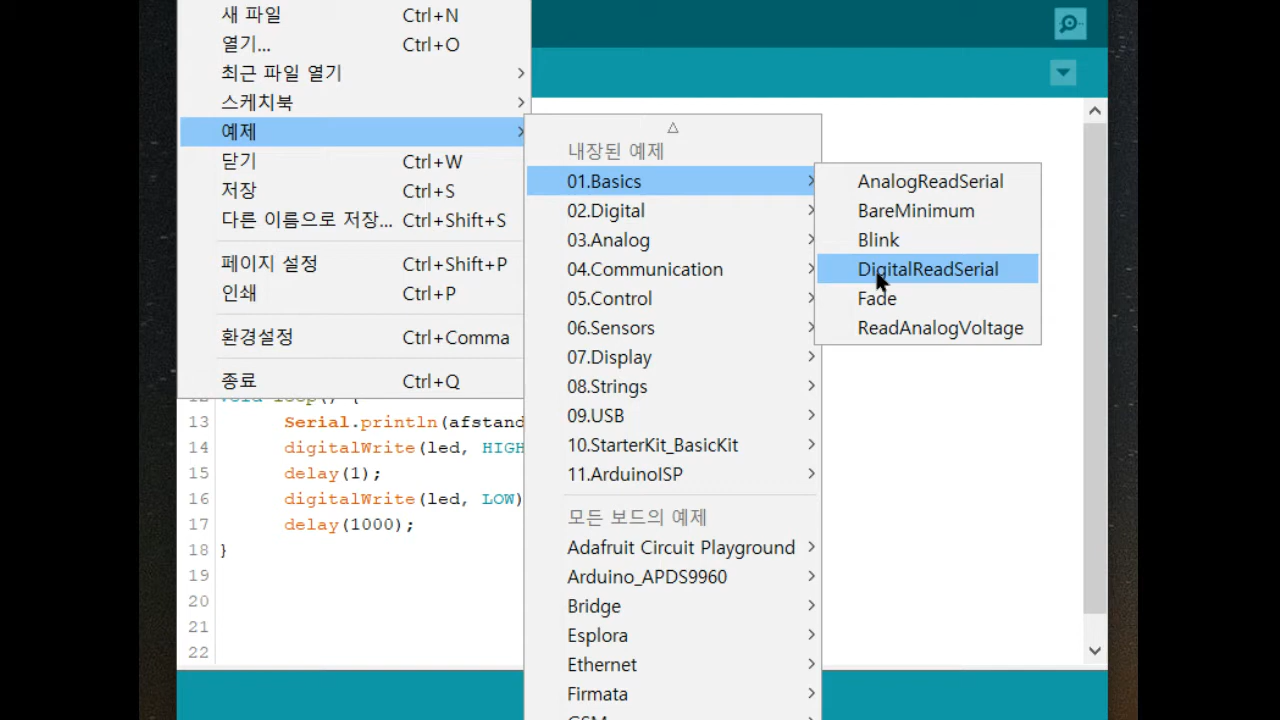 새 파일 Ctrl+N
열기... Ctrl+O
최근 파일 열기
스케치북
예제
닫기 Ctrl+W
저장 Ctrl+S
다른 이름으로 저장... Ctrl+Shift+S
페이지 설정 Ctrl+Shift+P
인쇄 Ctrl+P
환경설정 Ctrl+Comma
종료 Ctrl+Q
내장된 예제
01.Basics
02.Digital
03.Analog
04.Communication
05.Control
06.Sensors
07.Display
08.Strings
09.USB
10.StarterKit_BasicKit
11.ArduinoISP
모든 보드의 예제
Adafruit Circuit Playground
Arduino_APDS9960
Bridge
Esplora
Ethernet
Firmata
AnalogReadSerial
BareMinimum
Blink
DigitalReadSerial
Fade
ReadAnalogVoltage
12 void loop() {
13 Serial.println(afstand
14 digitalWrite(led, HIGH
15 delay(1);
16 digitalWrite(led, LOW)
17 delay(1000);
18 }
19
20
21
22